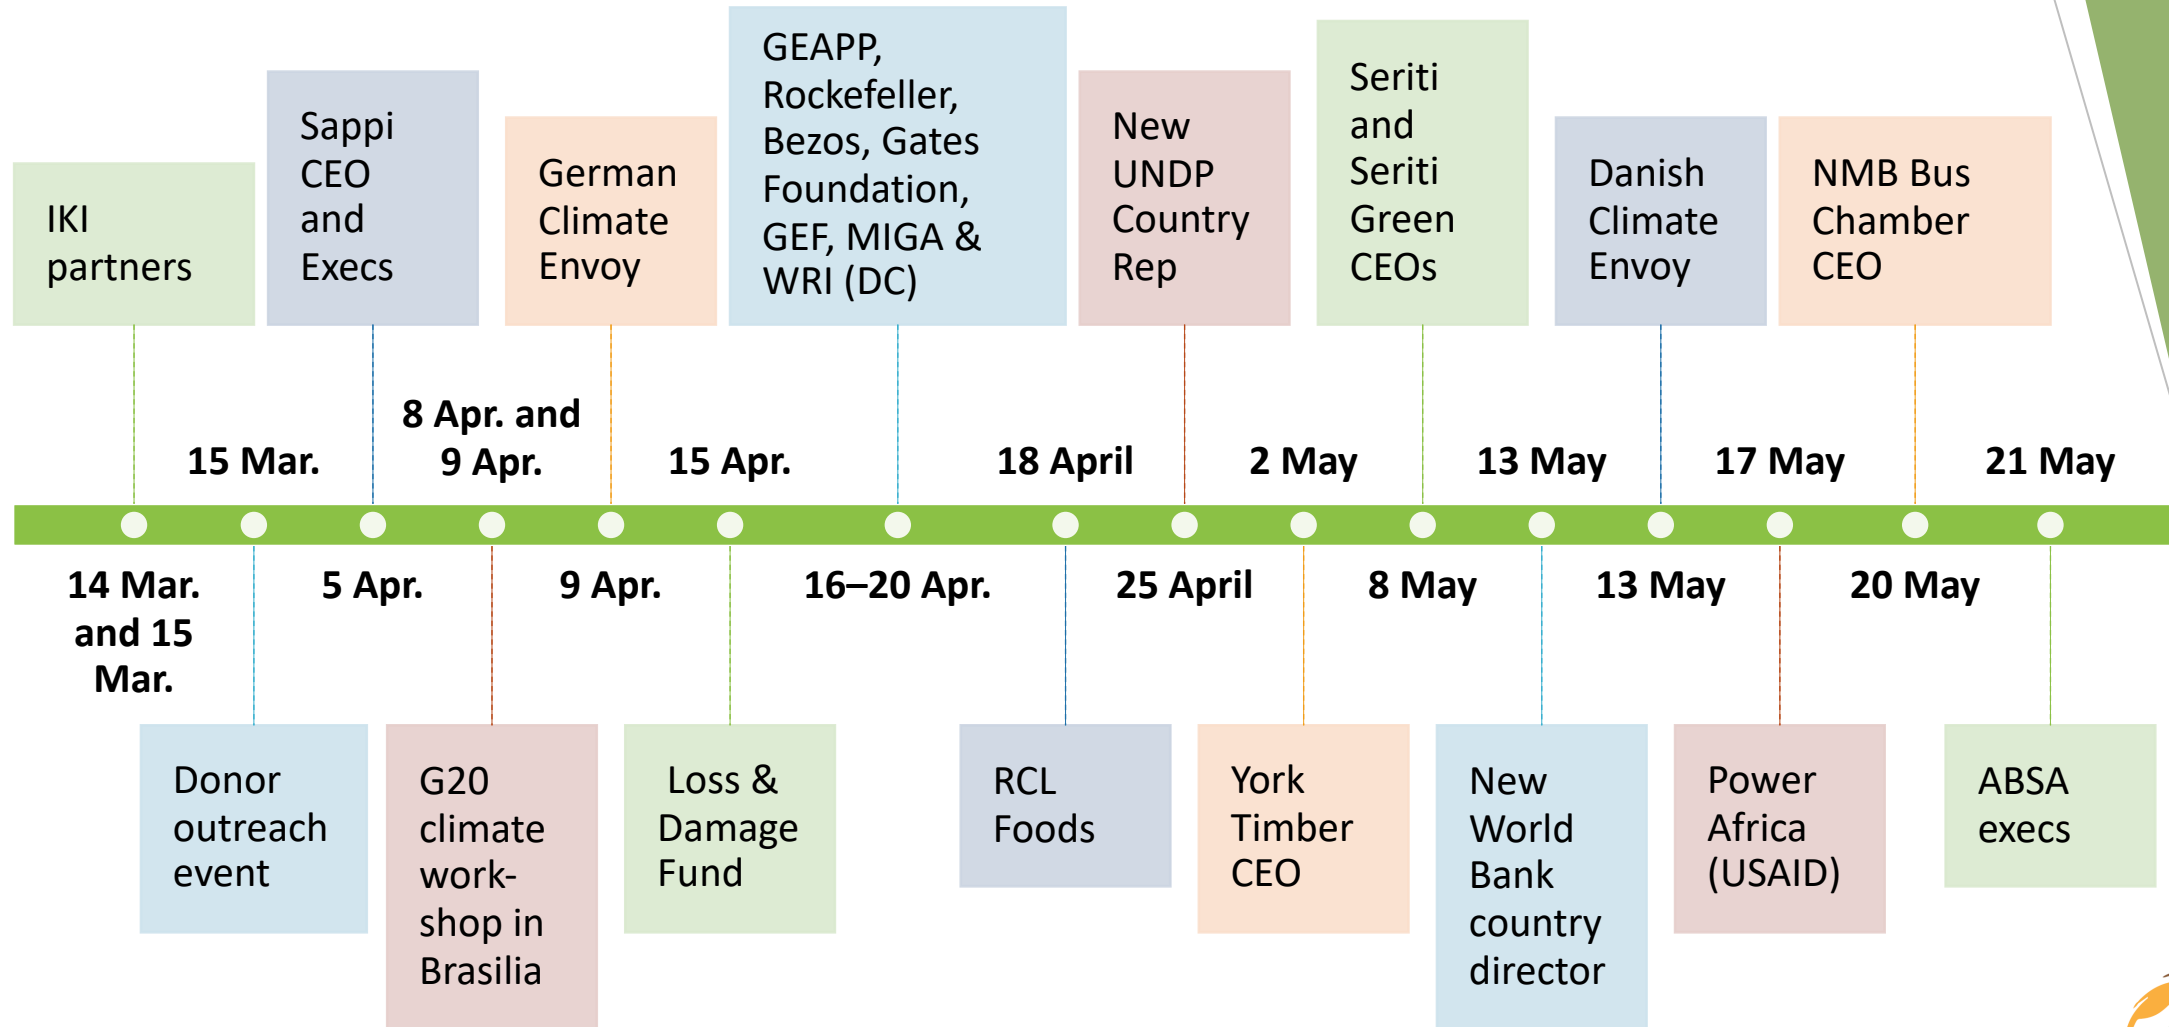 IKI
partners
Sappi
CEO
and
Execs
German
Climate
Envoy
GEAPP,
Rockefeller,
Bezos, Gates
Foundation,
GEF, MIGA &
WRI (DC)
New
UNDP
Country
Rep
Seriti
and
Seriti
Green
CEOs
Danish
Climate
Envoy
NMB Bus
Chamber
CEO
15 Mar.
8 Apr. and
9 Apr.
15 Apr.
18 April
2 May
13 May
17 May
21 May
14 Mar.
and 15
Mar.
5 Apr.
9 Apr.
16–20 Apr.
25 April
8 May
13 May
20 May
Donor
outreach
event
G20
climate
work-
shop in
Brasilia
Loss &
Damage
Fund
RCL
Foods
York
Timber
CEO
New
World
Bank
country
director
Power
Africa
(USAID)
ABSA
execs